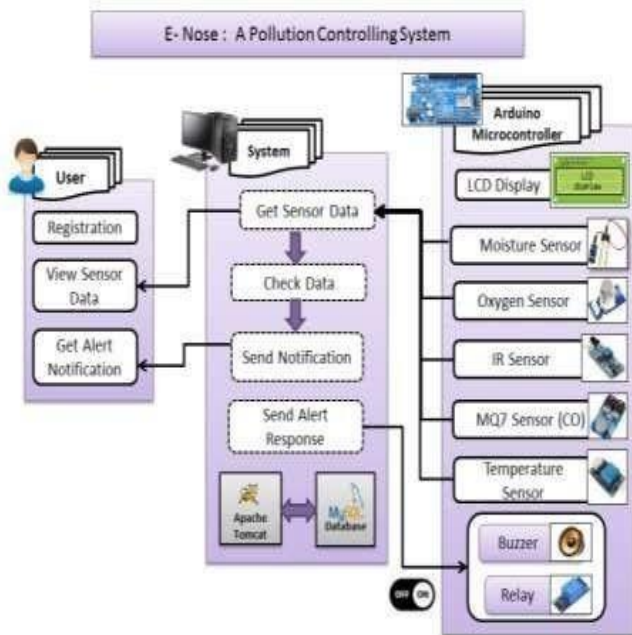 E- Nose : A Pollution Controlling System
User
Registration
View Sensor
Data
Get Alert
Notification
System
Get Sensor Data
Check Data
Send Notification
Send Alert
Response
Apache
Tomcat
MySQL
Database
Arduino
Microcontroller
LCD Display
LCD
display
Moisture Sensor
Oxygen Sensor
IR Sensor
MQ7 Sensor (CO)
Temperature
Sensor
Buzzer
Relay
OFF ON